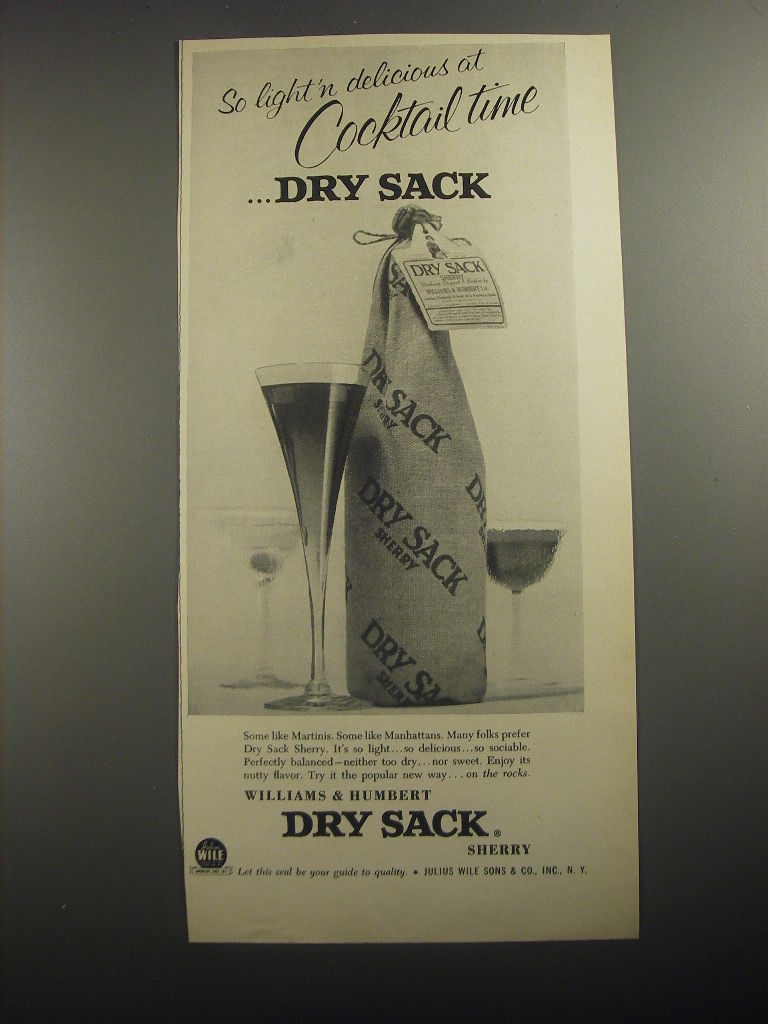 So light'n delicious at
Cocktail time
...DRY SACK
DRY SACK
SHERRY
WILLIAMS & HUMBERT Ltd.
DRY SACK
DRY SACK
SHERRY
DRY SACK
Some like Martinis. Some like Manhattans. Many folks prefer
Dry Sack Sherry. It's so light...so delicious...so sociable.
Perfectly balanced—neither too dry...nor sweet. Enjoy its
nutty flavor. Try it the popular new way...on the rocks.
WILLIAMS & HUMBERT
DRY SACK®
SHERRY
Julius
WILE
Let this seal be your guide to quality. • JULIUS WILE SONS & CO., INC., N. Y.